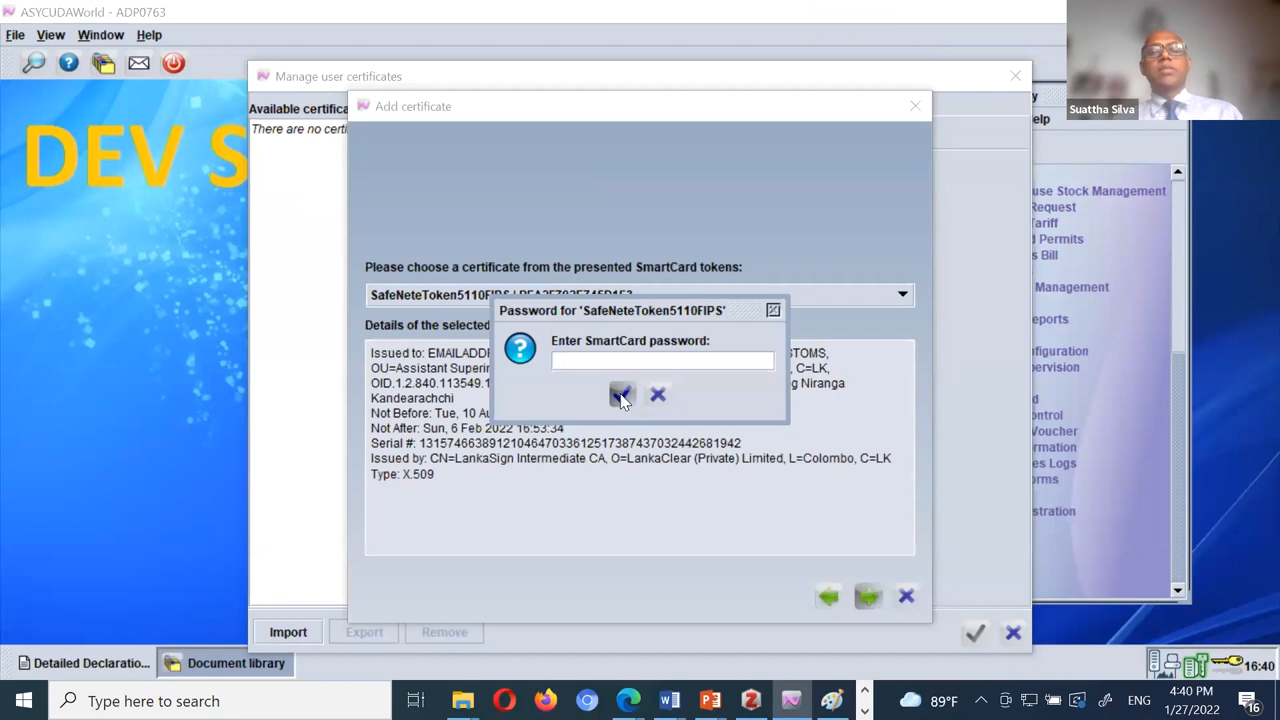 ASYCUDAWorld - ADP0763
File View Window Help
Suattha Silva
Manage user certificates
Add certificate
Available certifica
There are no certi
DEV S
elp
use Stock Management
Request
Tariff
d Permits
s Bill
Management
eports
figuration
pervision
d
ontrol
Voucher
rmation
es Logs
orms
istration
Please choose a certificate from the presented SmartCard tokens:
Details of the selected
Password for 'SafeNeteToken5110FIPS'
Enter SmartCard password:
Issued to: EMAILADDR
STOMS,
OU=Assistant Superin
, C=LK,
OID.1.2.840.113549.1
g Niranga
Kandearachchi
Not Before: Tue, 10 Au
Not After: Sun, 6 Feb 2022 16:53:34
Serial #: 131574663891210464703361251738743703244268 1942
Issued by: CN=LankaSign Intermediate CA, O=LankaClear (Private) Limited, L=Colombo, C=LK
Type: X.509
Import Export Remove
Detailed Declaratio... Document library
16:40
Type here to search
89°F
ENG
4:40 PM
1/27/2022
16